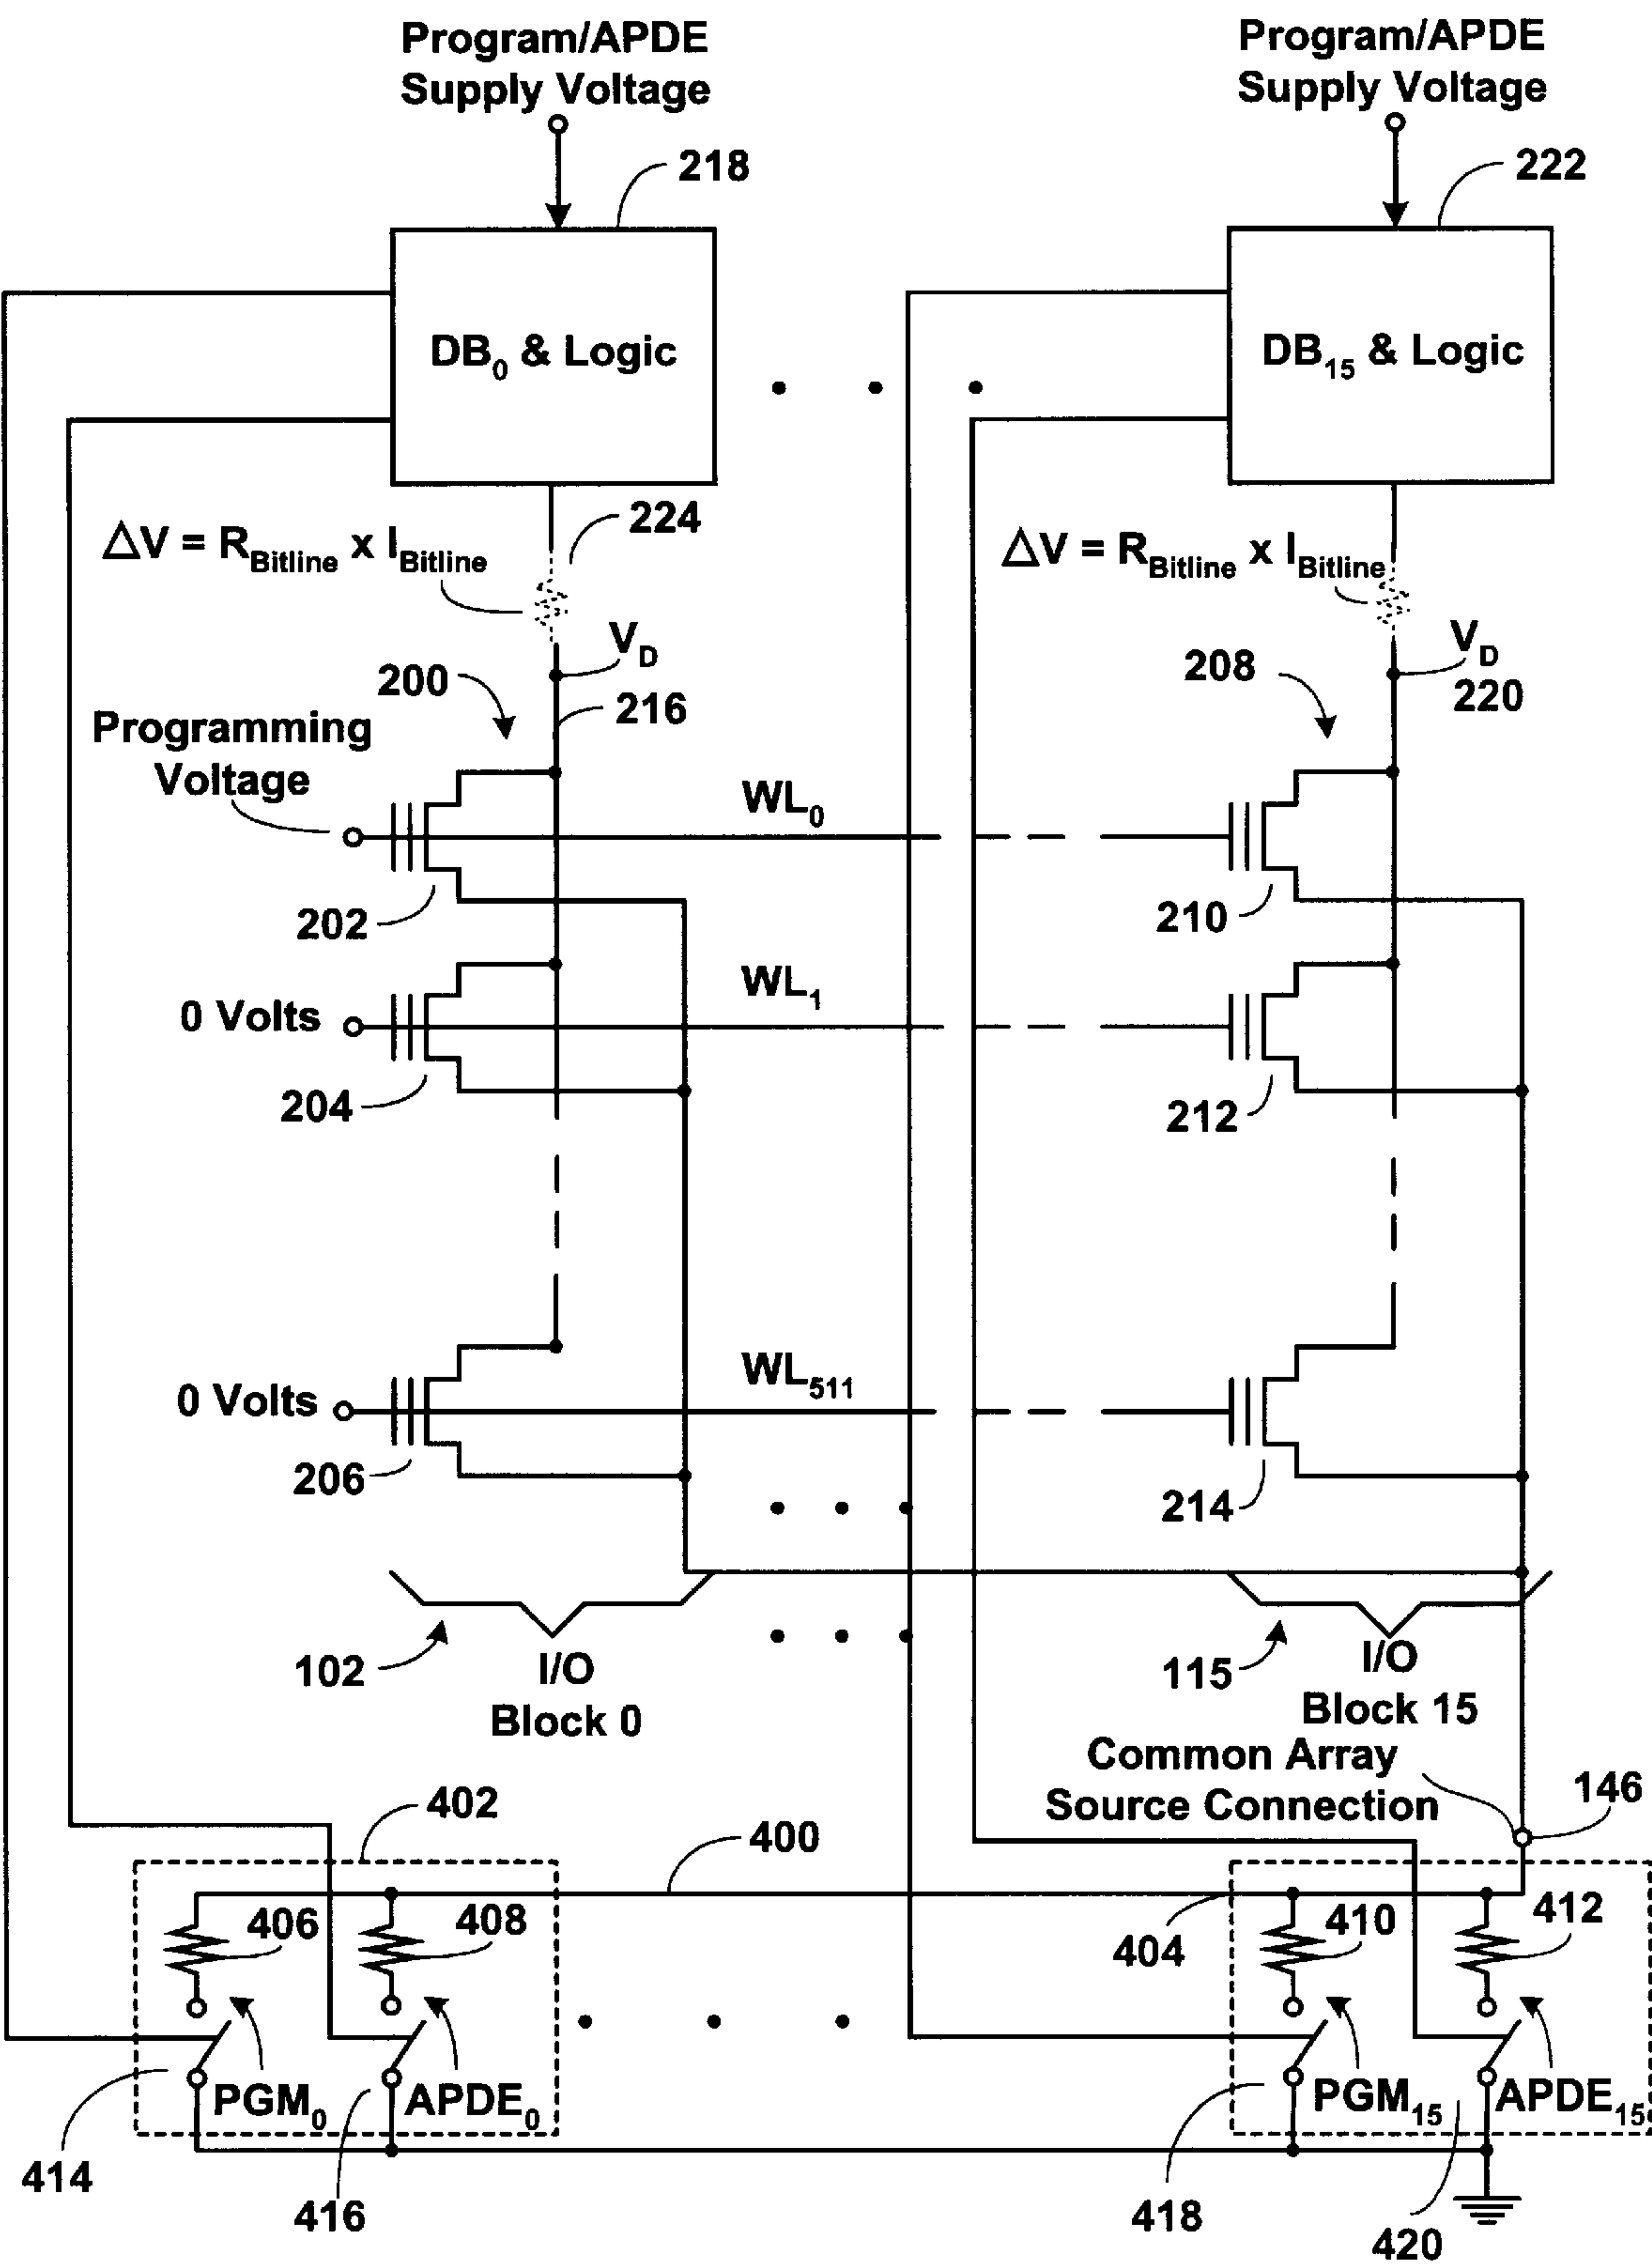 Program/APDE
Supply Voltage
Program/APDE
Supply Voltage
218
222
DB0 & Logic
DB15 & Logic
224
ΔV = RBitline x IBitline
ΔV = RBitline x IBitline
VD
VD
200
208
216
220
Programming
Voltage
WL0
202
210
WL1
0 Volts
204
212
WL511
0 Volts
206
214
102
I/O
Block 0
115
I/O
Block 15
Common Array
Source Connection
146
402
400
406
408
404
410
412
PGM0
APDE0
PGM15
APDE15
414
416
418
420